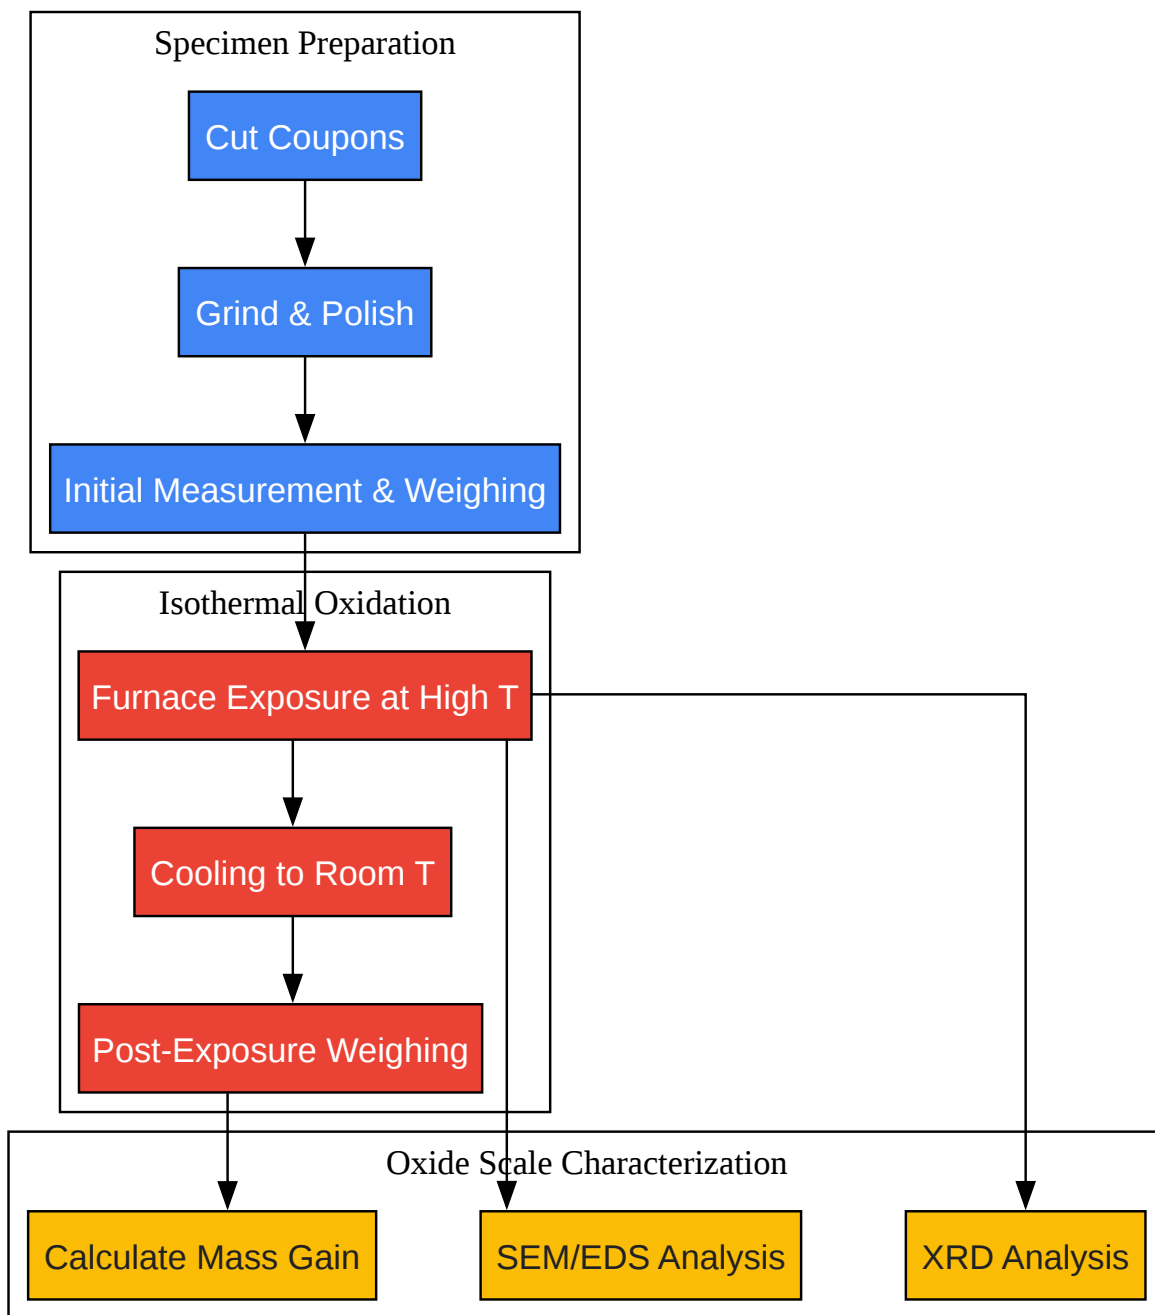 Specimen Preparation
Cut Coupons
Grind & Polish
Initial Measurement & Weighing
Isothermal Oxidation
Furnace Exposure at High T
Cooling to Room T
Post-Exposure Weighing
Oxide Scale Characterization
Calculate Mass Gain
SEM/EDS Analysis
XRD Analysis